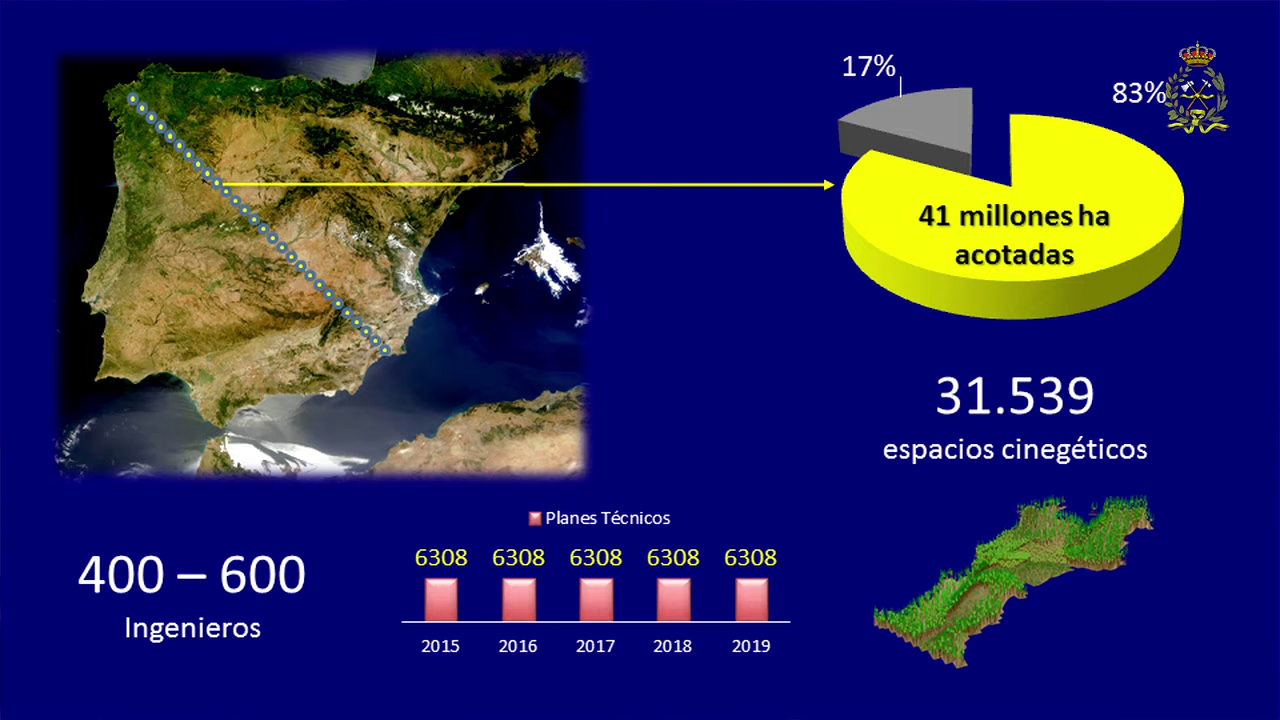 17%
83%
41 millones ha
acotadas
31.539
espacios cinegéticos
400 – 600
Ingenieros
Planes Técnicos
6308 6308 6308 6308 6308
2015 2016 2017 2018 2019